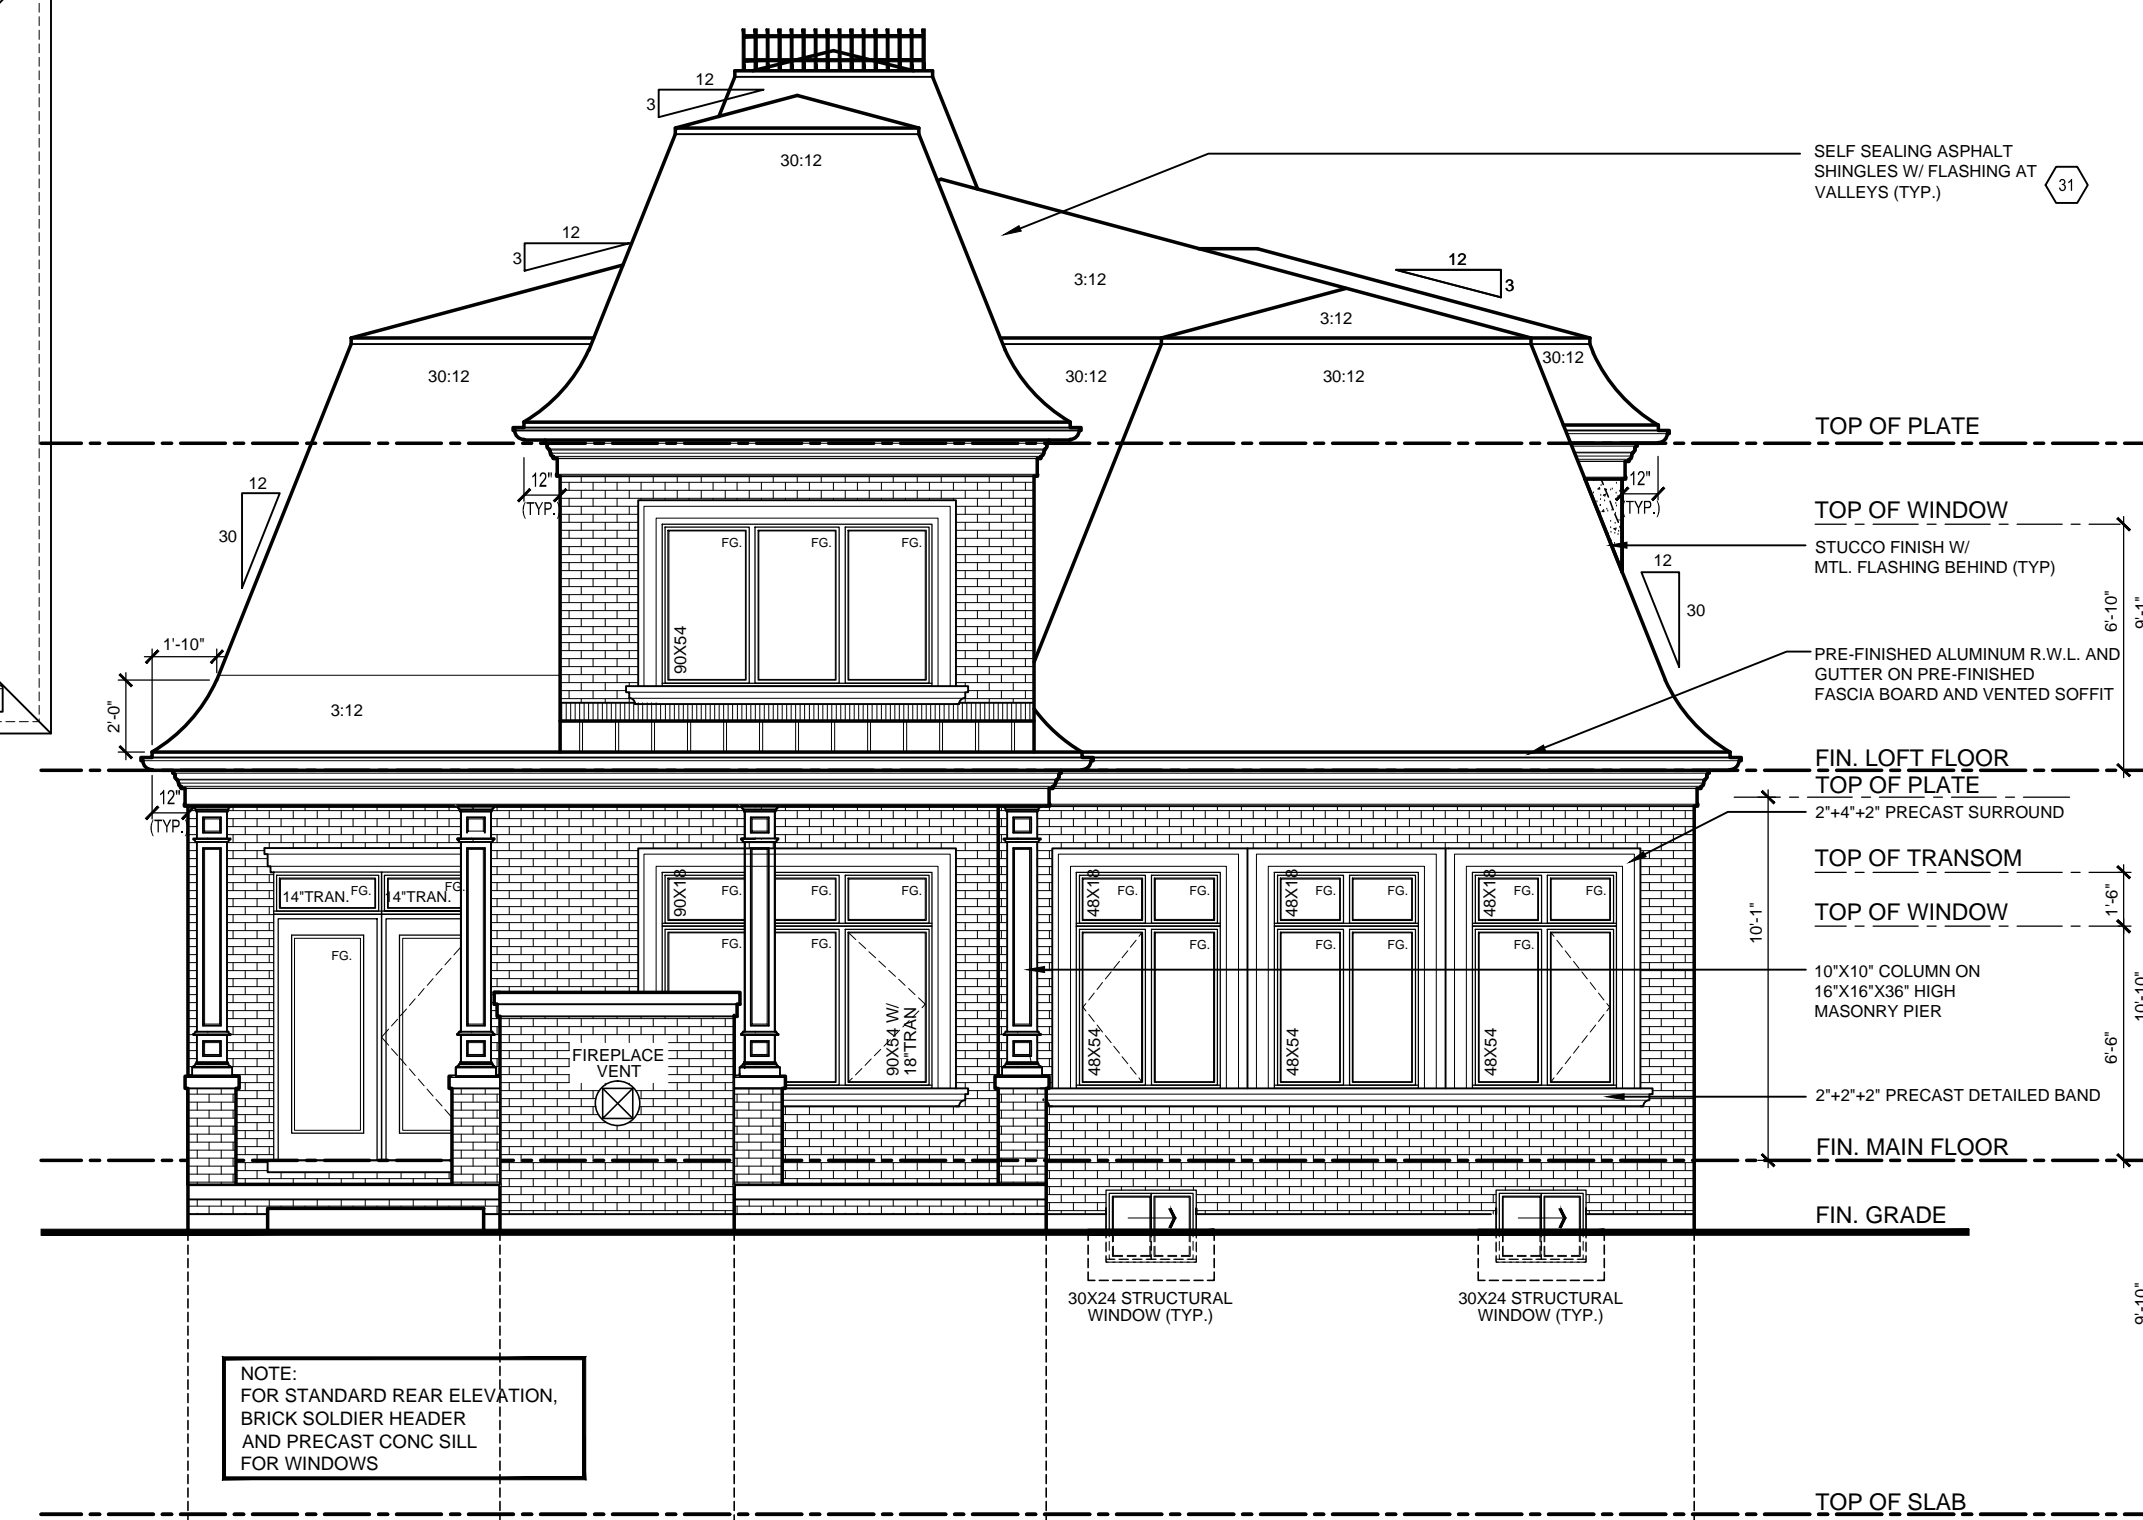 12
3
30:12
SELF SEALING ASPHALT
SHINGLES W/ FLASHING AT
VALLEYS (TYP.)
31
12
3
12
3
3:12
3:12
30:12
30:12
30:12
30:12
TOP OF PLATE
12
30
12"
(TYP.)
12"
(TYP.)
TOP OF WINDOW
FG.
FG.
FG.
90X54
STUCCO FINISH W/
MTL. FLASHING BEHIND (TYP)
12
30
6'-10"
9'-1"
1'-10"
2'-0"
3:12
PRE-FINISHED ALUMINUM R.W.L. AND
GUTTER ON PRE-FINISHED
FASCIA BOARD AND VENTED SOFFIT
FIN. LOFT FLOOR
TOP OF PLATE
12"
(TYP.)
2"+4"+2" PRECAST SURROUND
TOP OF TRANSOM
14"TRAN.
FG.
14"TRAN.
FG.
90X18
FG.
FG.
FG.
48X18
FG.
FG.
48X18
FG.
FG.
48X18
FG.
FG.
1'-6"
TOP OF WINDOW
10'-1"
FG.
FG.
FG.
FG.
FG.
FG.
FG.
10"X10" COLUMN ON
16"X16"X36" HIGH
MASONRY PIER
10'-10"
6'-6"
90X54 W/
18"TRAN
48X54
48X54
48X54
FIREPLACE
VENT
2"+2"+2" PRECAST DETAILED BAND
FIN. MAIN FLOOR
FIN. GRADE
30X24 STRUCTURAL
WINDOW (TYP.)
30X24 STRUCTURAL
WINDOW (TYP.)
9'-10"
NOTE:
FOR STANDARD REAR ELEVATION,
BRICK SOLDIER HEADER
AND PRECAST CONC SILL
FOR WINDOWS
TOP OF SLAB